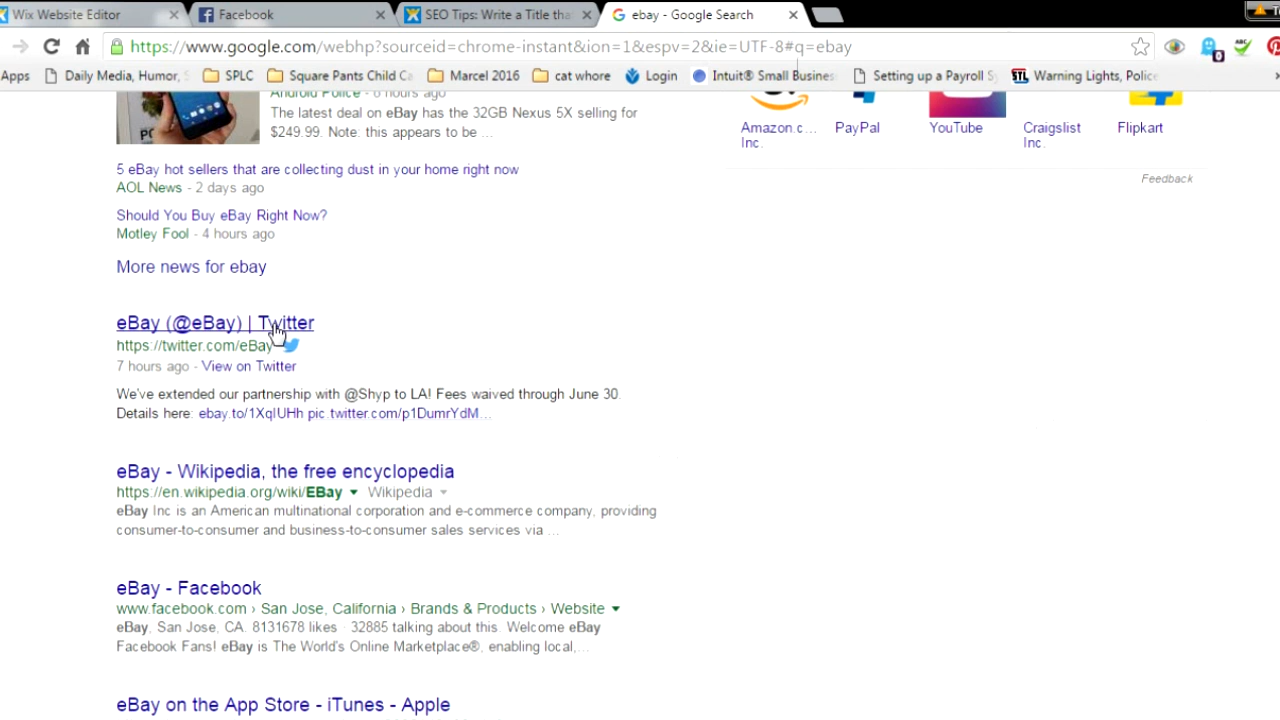 Wix Website Editor
Facebook
SEO Tips: Write a Title tha
ebay - Google Search
https://www.google.com/webhp?sourceid=chrome-instant&ion=1&espv=2&ie=UTF-8#q=ebay
ABC
Apps
Daily Media, Humor,
SPLC
Square Pants Child Ca
Marcel 2016
cat whore
Login
Intuit® Small Busines
Setting up a Payroll Sy
STL
Warning Lights, Police
Android Police - 6 hours ago
The latest deal on eBay has the 32GB Nexus 5X selling for
$249.99. Note: this appears to be ...
Amazon.c... Inc.
PayPal
YouTube
Craigslist Inc.
Flipkart
Feedback
5 eBay hot sellers that are collecting dust in your home right now
AOL News - 2 days ago
Should You Buy eBay Right Now?
Motley Fool - 4 hours ago
More news for ebay
eBay (@eBay) | Twitter
https://twitter.com/eBay
7 hours ago - View on Twitter
We've extended our partnership with @Shyp to LA! Fees waived through June 30.
Details here: ebay.to/1XqIUHh pic.twitter.com/p1DumrYdM...
eBay - Wikipedia, the free encyclopedia
https://en.wikipedia.org/wiki/EBay Wikipedia
eBay Inc is an American multinational corporation and e-commerce company, providing
consumer-to-consumer and business-to-consumer sales services via ...
eBay - Facebook
www.facebook.com › San Jose, California › Brands & Products › Website
eBay, San Jose, CA. 8131678 likes · 32885 talking about this. Welcome eBay
Facebook Fans! eBay is The World's Online Marketplace®, enabling local,...
eBay on the App Store - iTunes - Apple